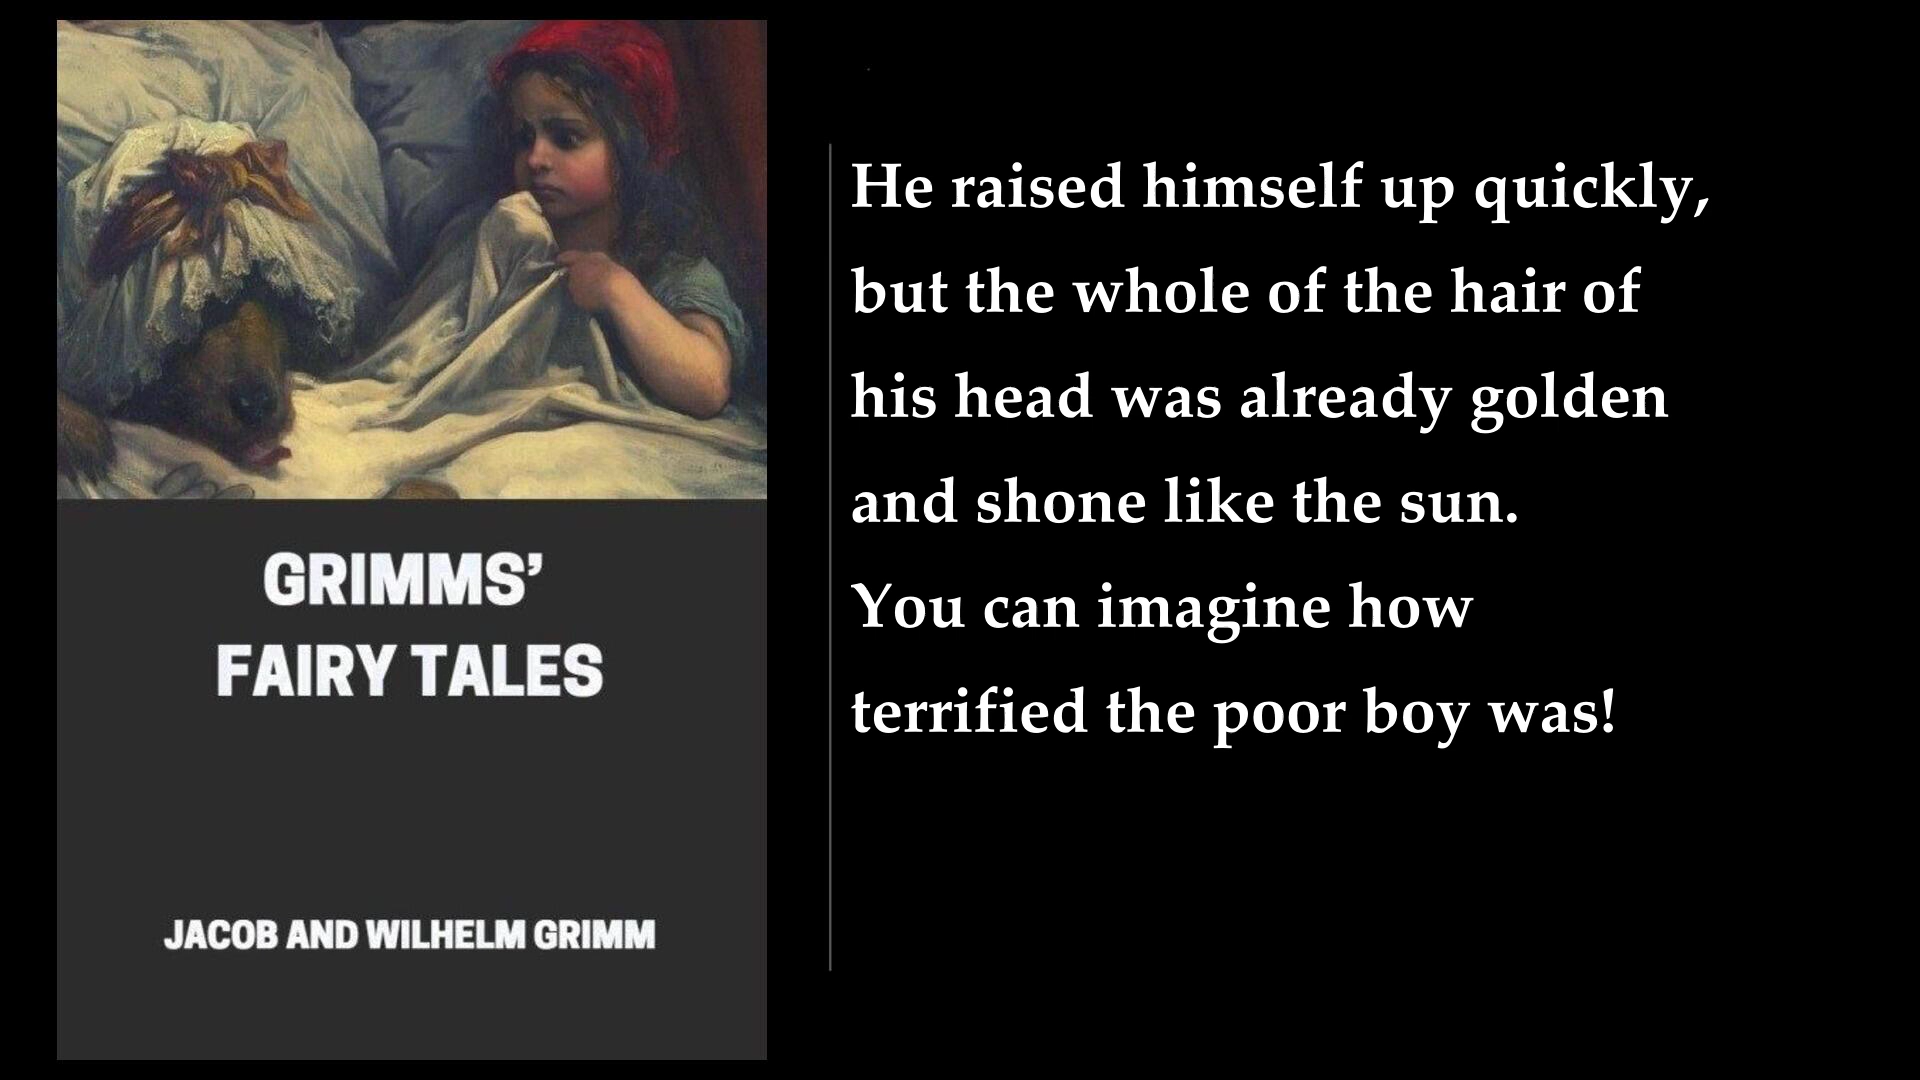 GRIMMS’
FAIRY TALES
JACOB AND WILHELM GRIMM
He raised himself up quickly,
but the whole of the hair of
his head was already golden
and shone like the sun.
You can imagine how
terrified the poor boy was!